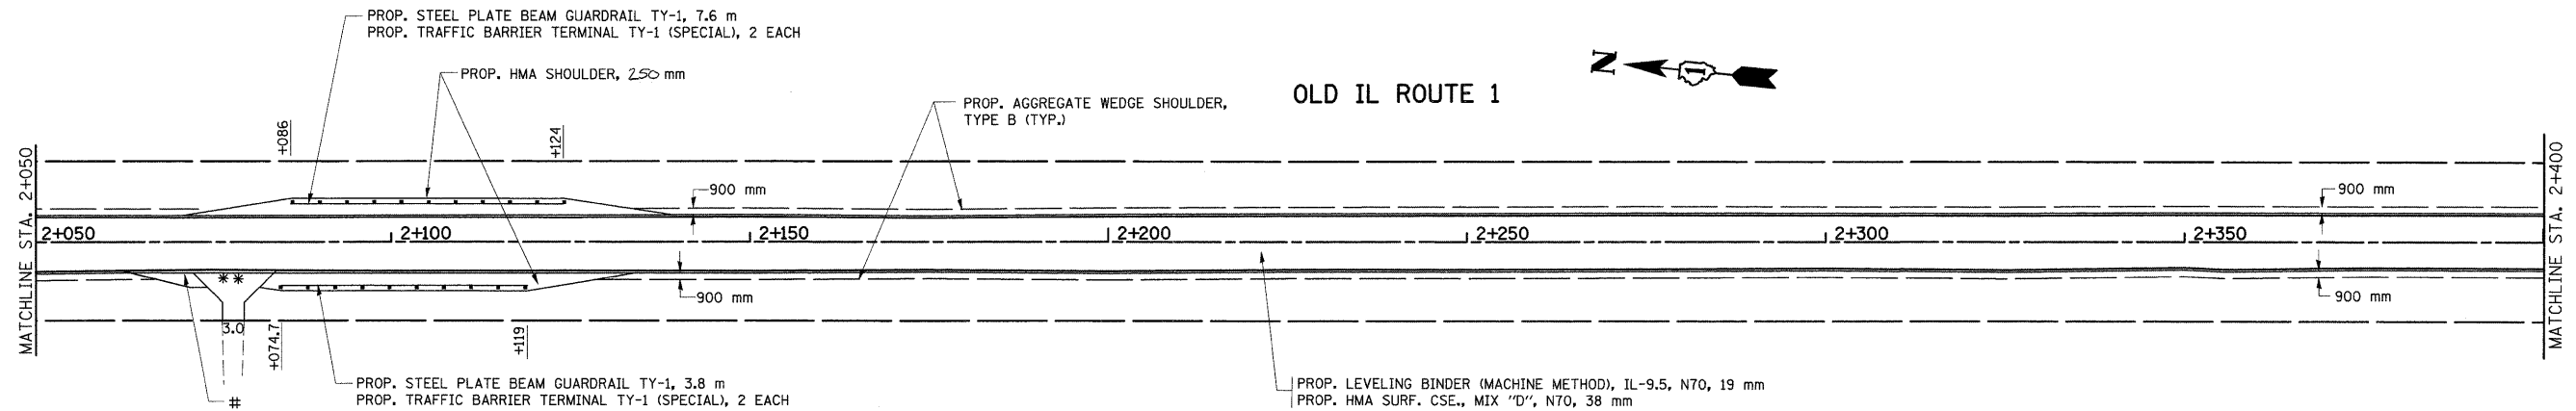 PROP. STEEL PLATE BEAM GUARDRAIL TY-1, 7.6 m
PROP. TRAFFIC BARRIER TERMINAL TY-1 (SPECIAL), 2 EACH
PROP. HMA SHOULDER, 250 mm
PROP. AGGREGATE WEDGE SHOULDER,
TYPE B (TYP.)
OLD IL ROUTE 1
N
1
+086
+124
MATCHLINE STA. 2+050
MATCHLINE STA. 2+400
900 mm
900 mm
2+050
2+100
2+150
2+200
2+250
2+300
2+350
**
900 mm
900 mm
3.0
+074.7
+119
PROP. STEEL PLATE BEAM GUARDRAIL TY-1, 3.8 m
PROP. TRAFFIC BARRIER TERMINAL TY-1 (SPECIAL), 2 EACH
#
PROP. LEVELING BINDER (MACHINE METHOD), IL-9.5, N70, 19 mm
PROP. HMA SURF. CSE., MIX "D", N70, 38 mm